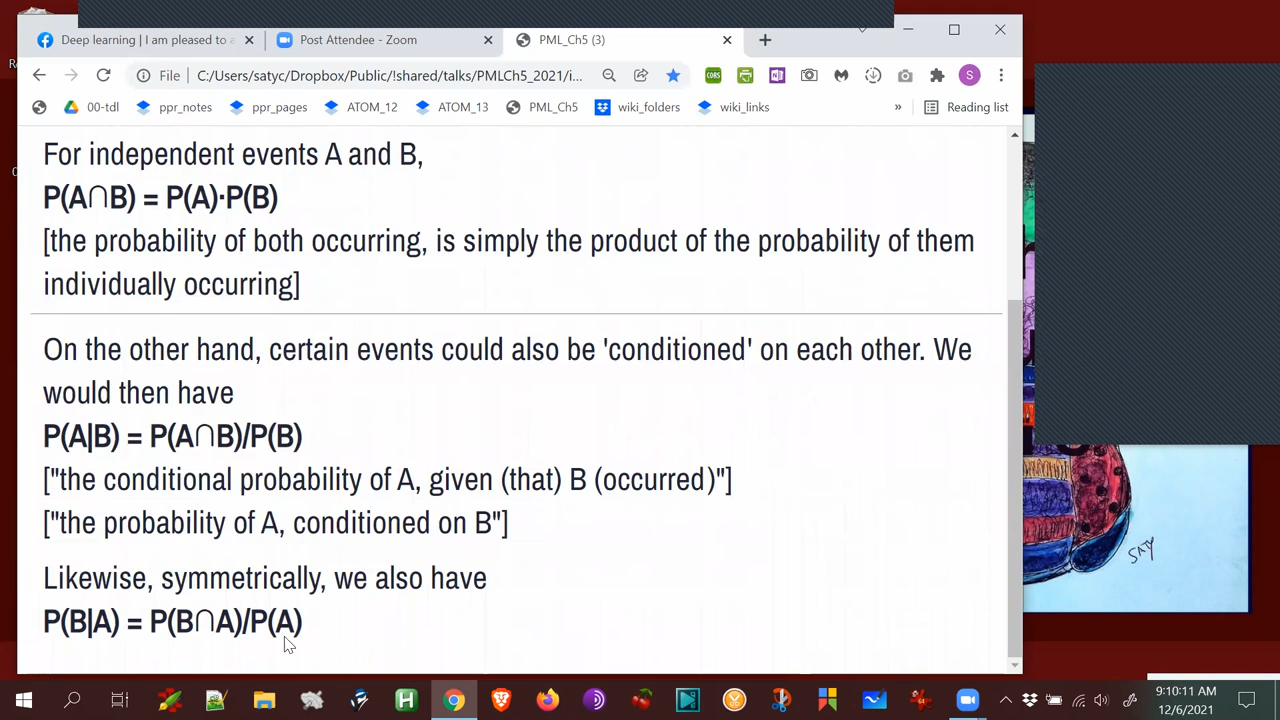 Deep learning | I am pleased to a
Post Attendee - Zoom
PML_Ch5 (3)
File
C:/Users/satyc/Dropbox/Public/!shared/talks/PMLCh5_2021/i...
CORS
S
00-tdl
ppr_notes
ppr_pages
ATOM_12
ATOM_13
PML_Ch5
wiki_folders
wiki_links
»
Reading list
For independent events A and B,
P(A∩B) = P(A)·P(B)
[the probability of both occurring, is simply the product of the probability of them
individually occurring]
On the other hand, certain events could also be 'conditioned' on each other. We
would then have
P(A|B) = P(A∩B)/P(B)
["the conditional probability of A, given (that) B (occurred)"]
["the probability of A, conditioned on B"]
Likewise, symmetrically, we also have
P(B|A) = P(B∩A)/P(A)
SATY
9:10:11 AM
12/6/2021